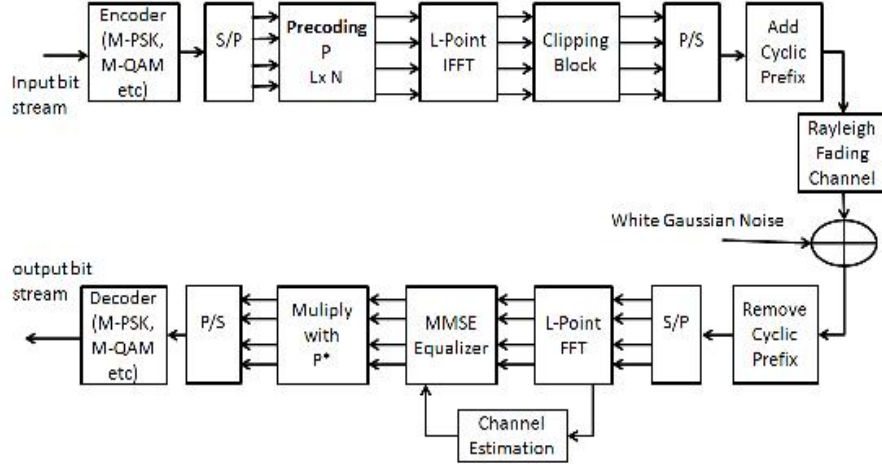 Input bit
stream
Encoder
(M-PSK,
M-QAM
etc)
S/P
Precoding
P
Lx N
L-Point
IFFT
Clipping
Block
P/S
Add
Cyclic
Prefix
Rayleigh
Fading
Channel
White Gaussian Noise
Remove
Cyclic
Prefix
S/P
L-Point
FFT
Channel
Estimation
MMSE
Equalizer
Muliply
with
P*
P/S
Decoder
(M-PSK,
M-QAM
etc)
output bit
stream